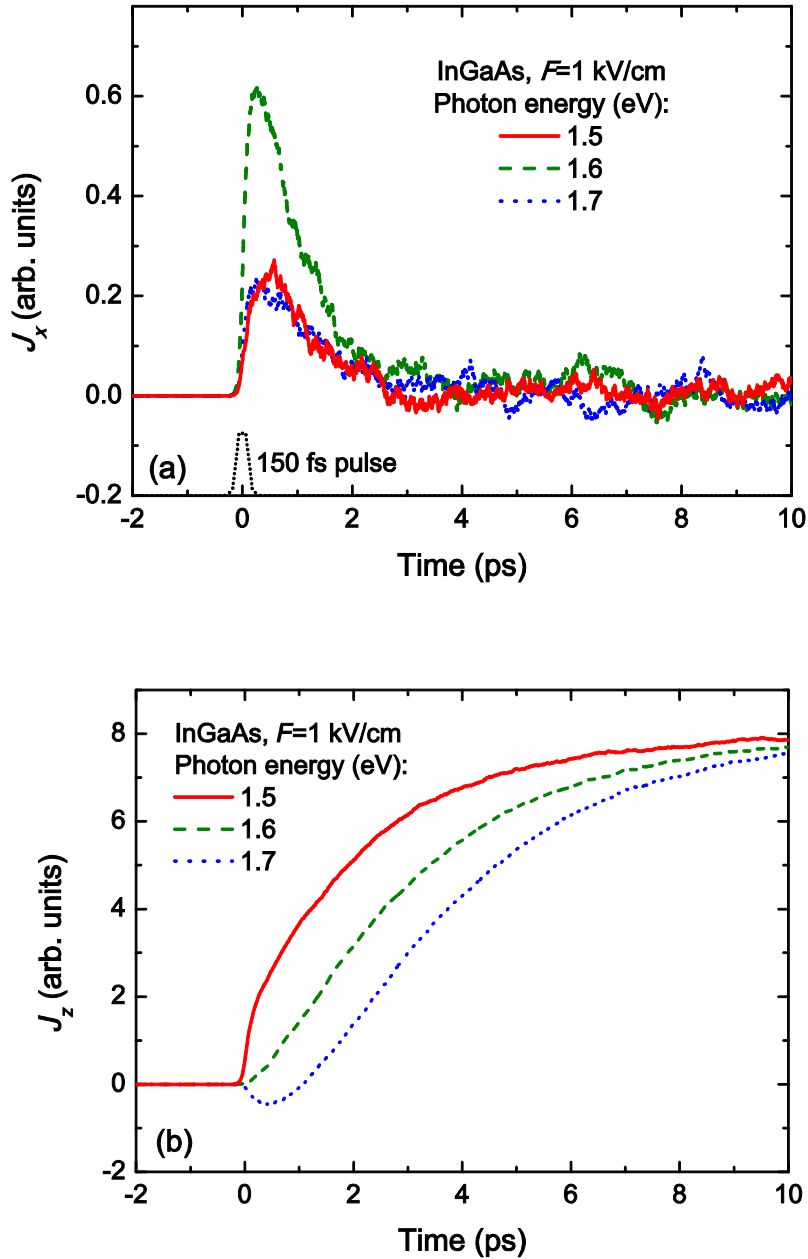 0.6
0.4
0.2
0.0
-0.2
J_x (arb. units)
InGaAs, F=1 kV/cm
Photon energy (eV):
1.5
1.6
1.7
(a)
150 fs pulse
-2 0 2 4 6 8 10
Time (ps)
8
6
4
2
0
-2
J_z (arb. units)
InGaAs, F=1 kV/cm
Photon energy (eV):
1.5
1.6
1.7
(b)
-2 0 2 4 6 8 10
Time (ps)